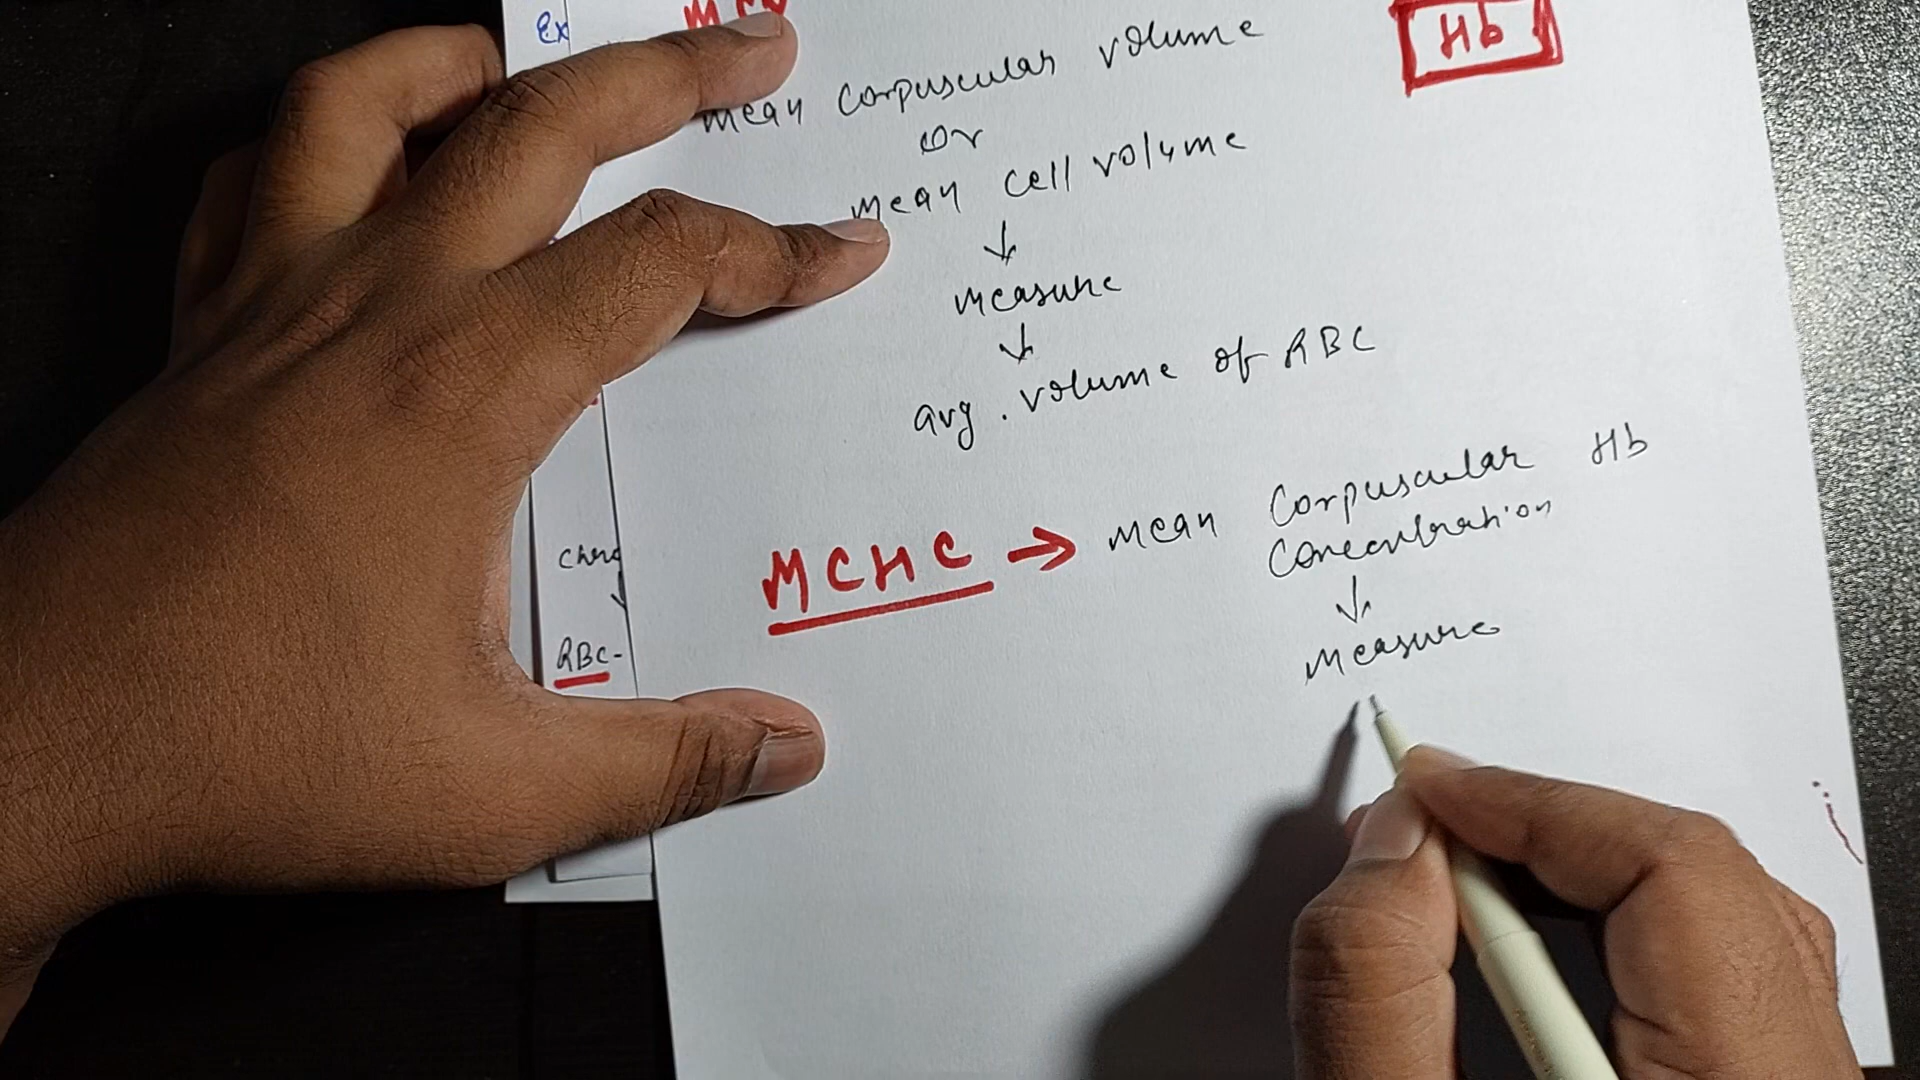 Ex
Hb
Mean Corpuscular volume
or
Mean cell volume
↓
Measure
↓
avg. volume of RBC
MCHC → Mean Corpuscular Hb
Concentration
↓
Measure
RBC-